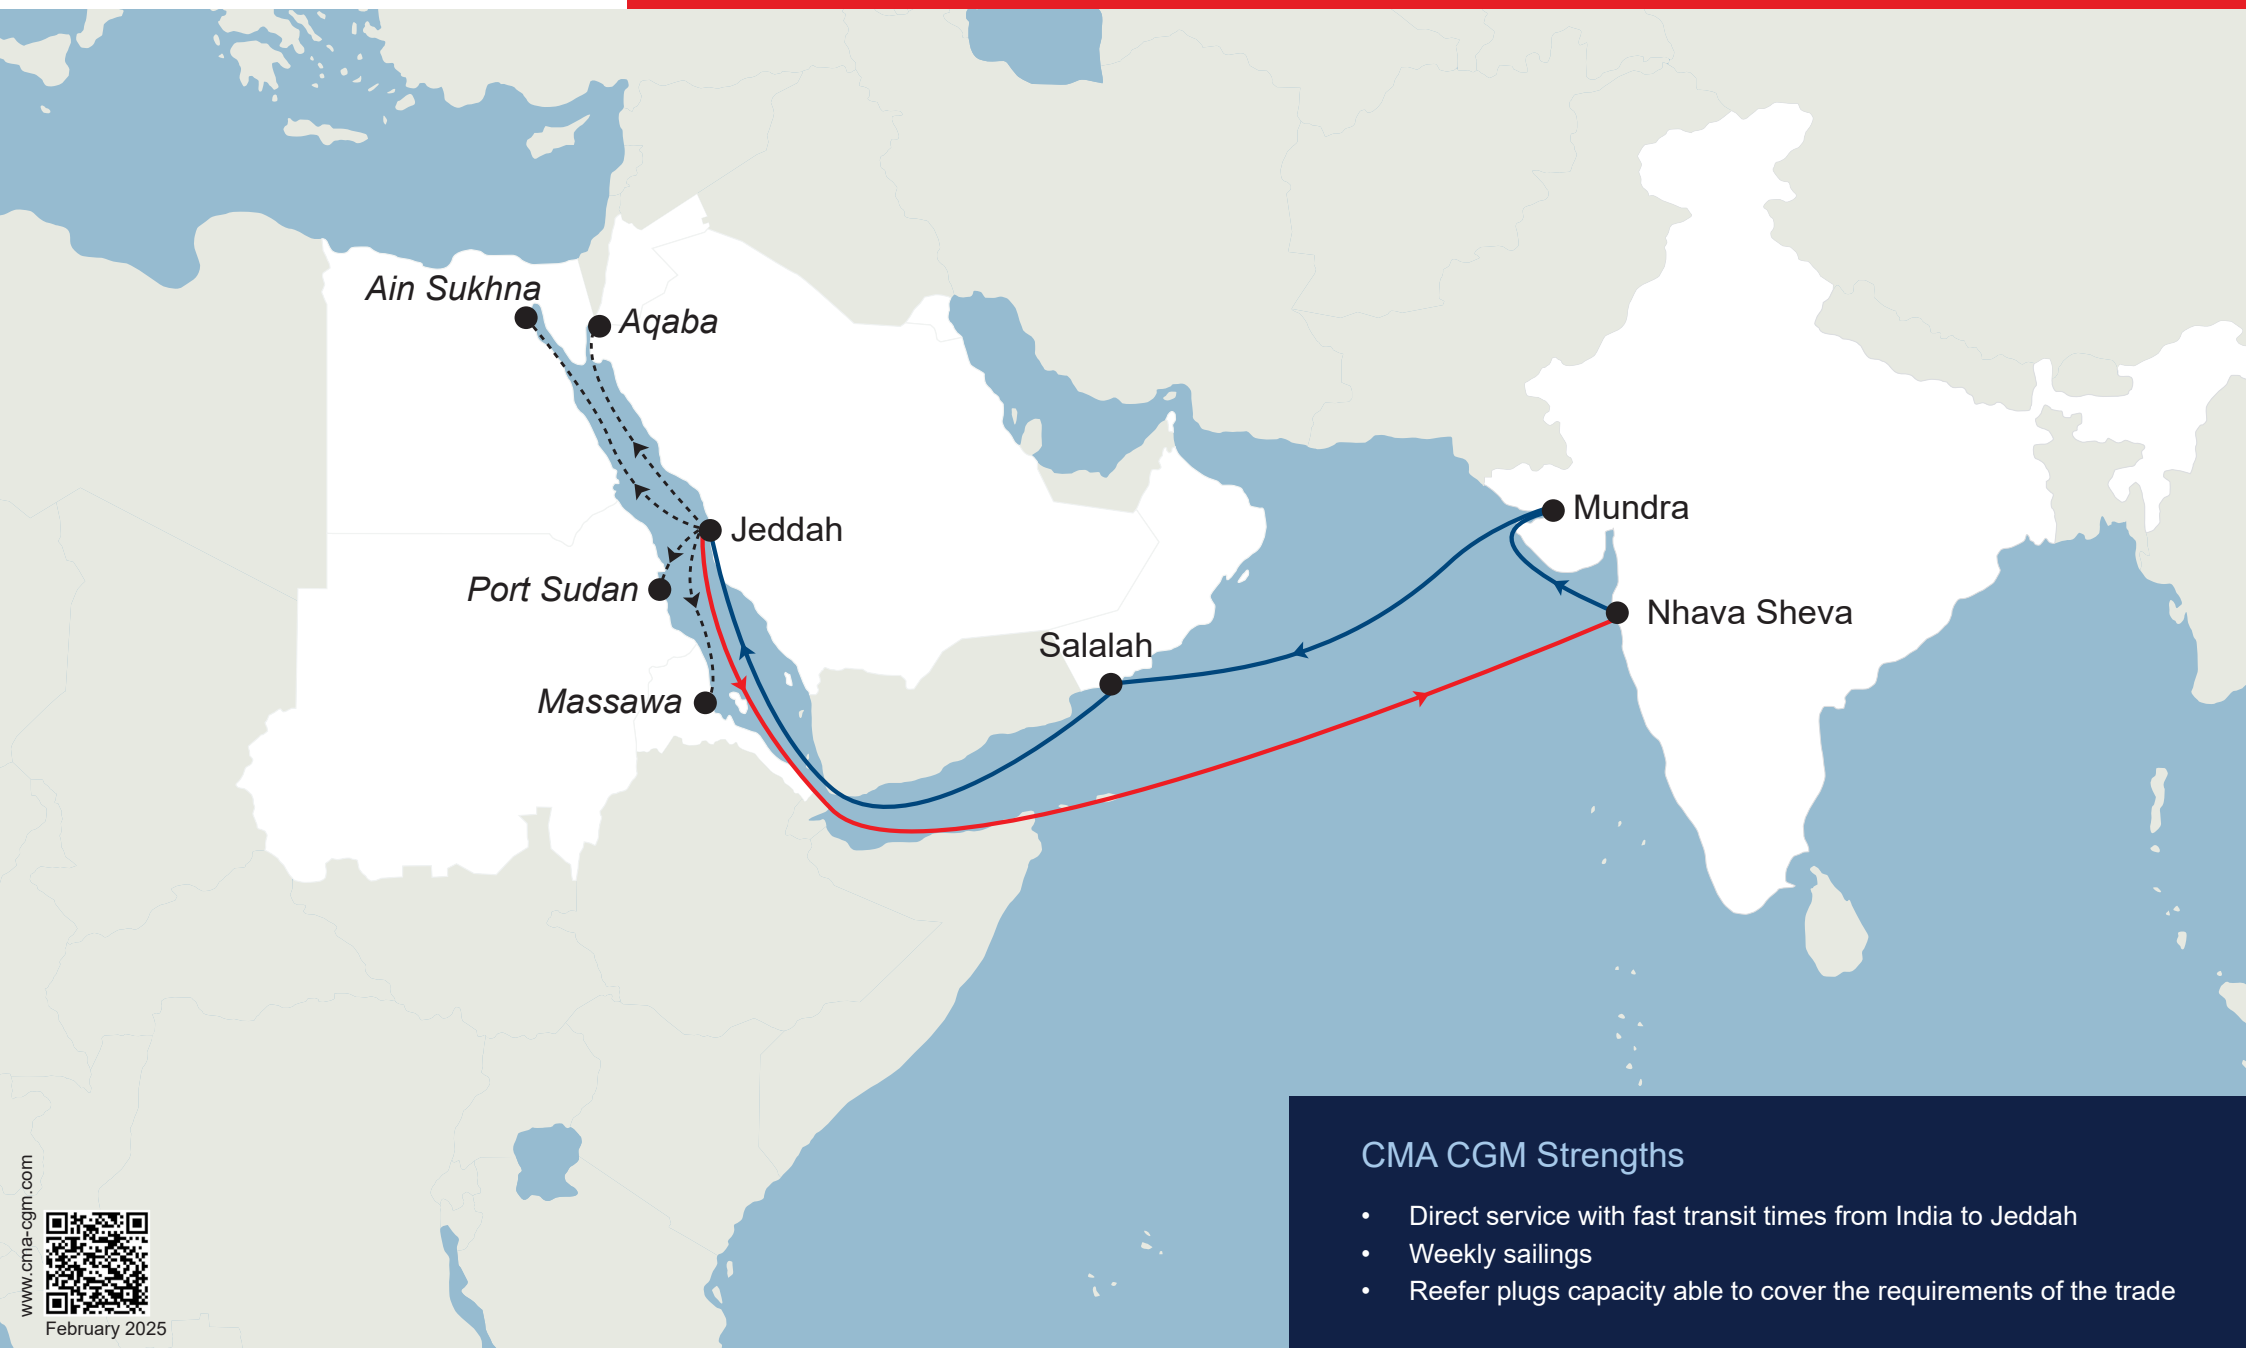 Ain Sukhna
Aqaba
Jeddah
Mundra
Port Sudan
Nhava Sheva
Salalah
Massawa
CMA CGM Strengths
• Direct service with fast transit times from India to Jeddah
• Weekly sailings
• Reefer plugs capacity able to cover the requirements of the trade
www.cma-cgm.com
February 2025